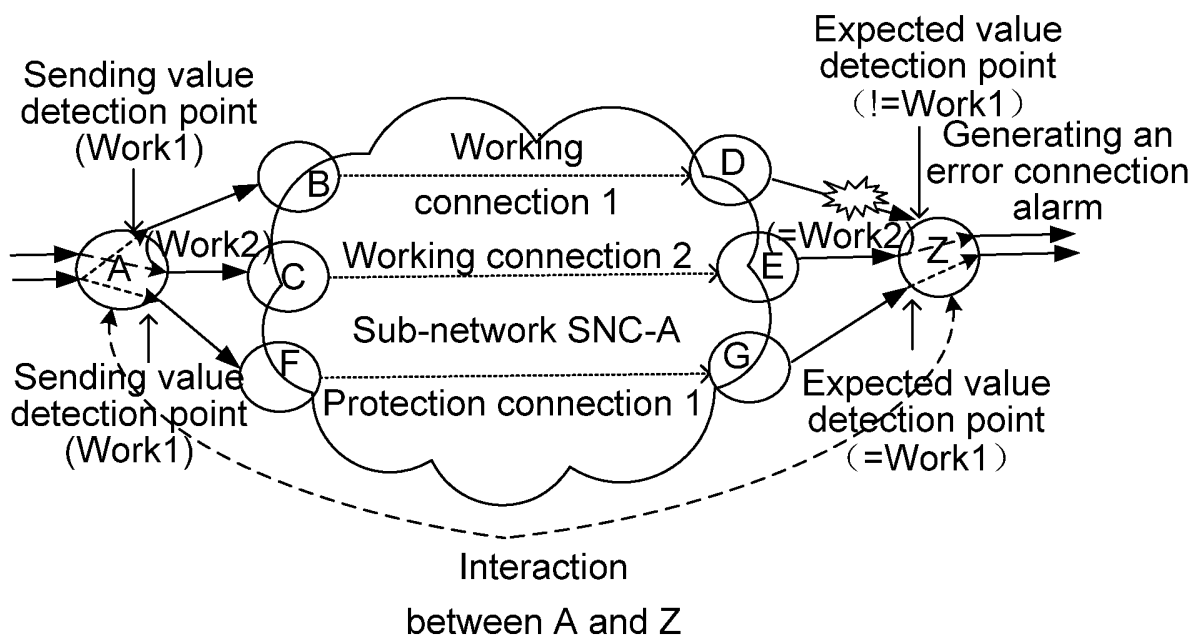 Expected value
detection point
（!=Work1）
Sending value
detection point
(Work1)
Generating an
error connection
alarm
B
Working
connection 1
D
A
(Work2)
C
Working connection 2
E
(=Work2)
Z
Sub-network SNC-A
F
Protection connection 1
G
Sending value
detection point
(Work1)
Expected value
detection point
（=Work1）
Interaction
between A and Z